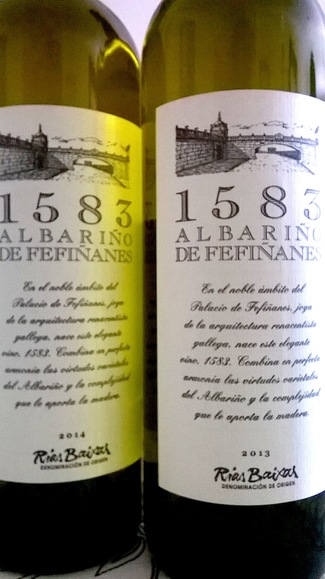 1583
ALBARIÑO
DE FEFIÑANES
En el noble ámbito del
Palacio de Fefiñanes, joya
de la arquitectura renacentista
gallega, nace este elegante
vino, 1583. Combina en perfecta
armonía las virtudes varietales
del Albariño y la complejidad
que le aporta la madera.
2014
Rías Baixas
DENOMINACIÓN DE ORIGEN
1583
ALBARIÑO
DE FEFIÑANES
En el noble ámbito del
Palacio de Fefiñanes, joya
de la arquitectura renacentista
gallega, nace este elegante
vino, 1583. Combina en perfecta
armonía las virtudes varietales
del Albariño y la complejidad
que le aporta la madera.
2013
Rías Baixas
DENOMINACIÓN DE ORIGEN